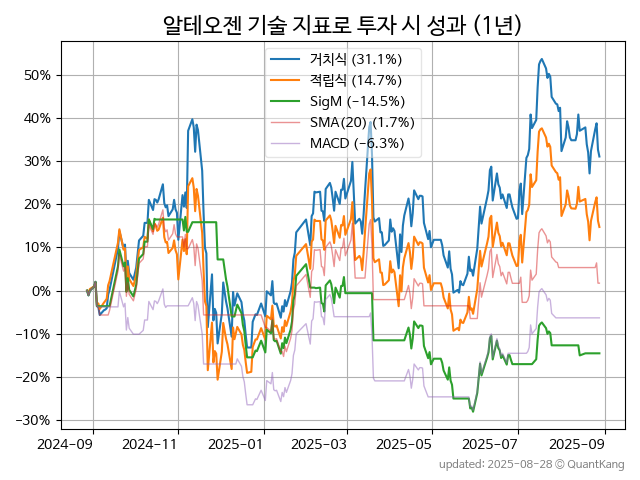 알테오젠 기술 지표로 투자 시 성과 (1년)
거치식 (31.1%)
적립식 (14.7%)
SigM (−14.5%)
SMA(20) (1.7%)
MACD (−6.3%)
50%
40%
30%
20%
10%
0%
−10%
−20%
−30%
2024-09 2024-11 2025-01 2025-03 2025-05 2025-07 2025-09
updated: 2025-08-28 © QuantKang